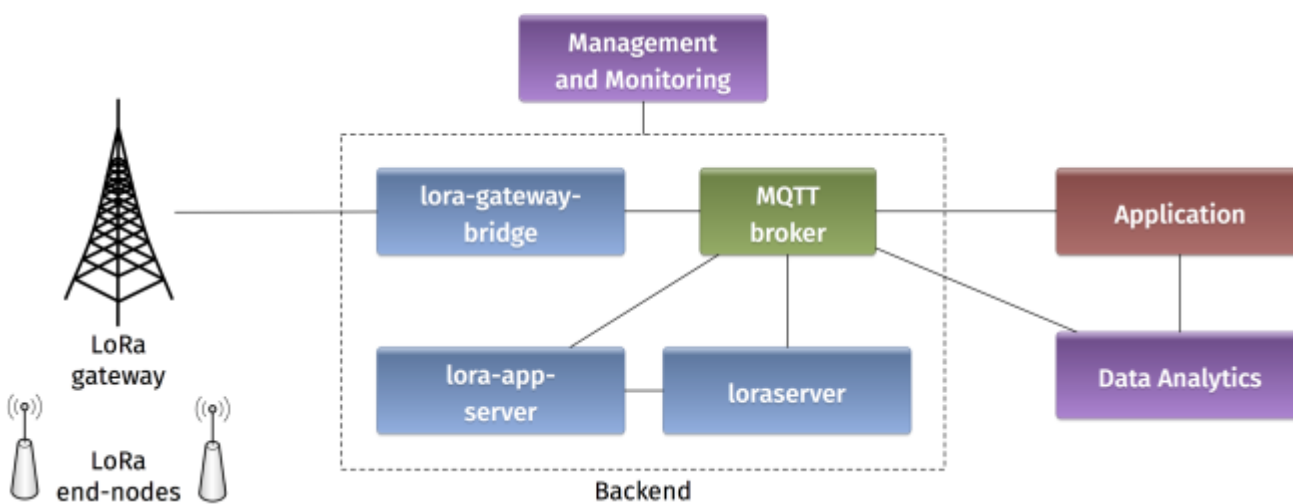 Management
and Monitoring
lora-gateway-
bridge
MQTT
broker
Application
LoRa
gateway
lora-app-
server
loraserver
Data Analytics
LoRa
end-nodes
Backend